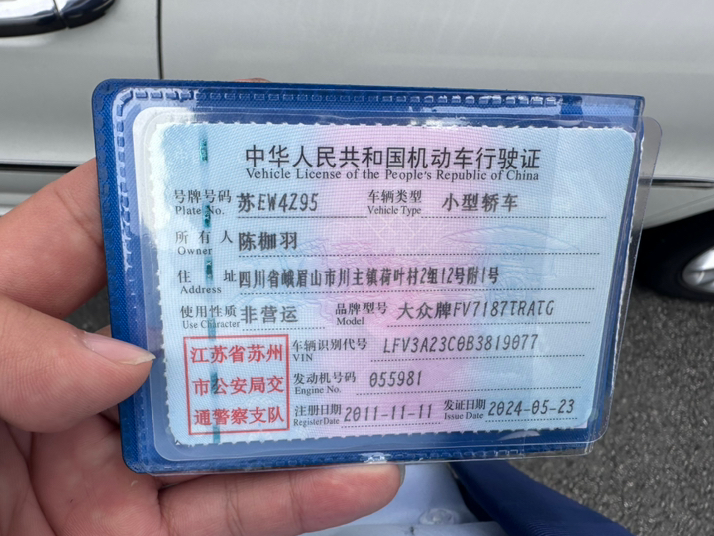 中华人民共和国机动车行驶证
Vehicle License of the People's Republic of China
号牌号码 苏EW4Z95 车辆类型 小型轿车
Plate No. Vehicle Type
所有人 陈枷羽
Owner
住址 四川省峨眉山市川主镇荷叶村2组12号附1号
Address
使用性质 非营运 品牌型号 大众牌FV7187TRATG
Use Character Model
江苏省苏州 车辆识别代号 LFV3A23C0B3819077
VIN
市公安局交 发动机号码 055981
Engine No.
通警察支队 注册日期 2011-11-11 发证日期 2024-05-23
Register Date Issue Date